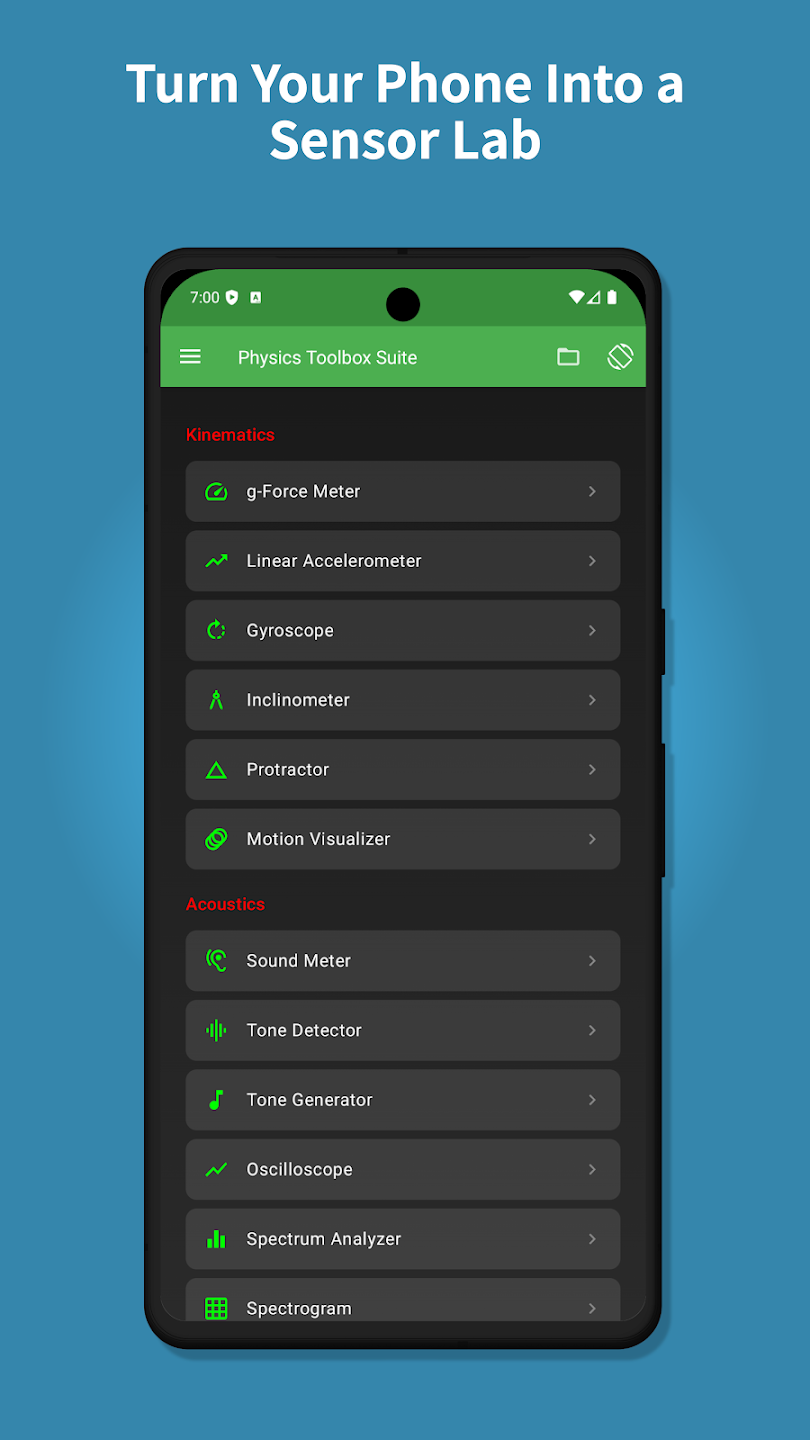 Turn Your Phone Into a
Sensor Lab
7:00
Physics Toolbox Suite
Kinematics
g-Force Meter
Linear Accelerometer
Gyroscope
Inclinometer
Protractor
Motion Visualizer
Acoustics
Sound Meter
Tone Detector
Tone Generator
Oscilloscope
Spectrum Analyzer
Spectrogram